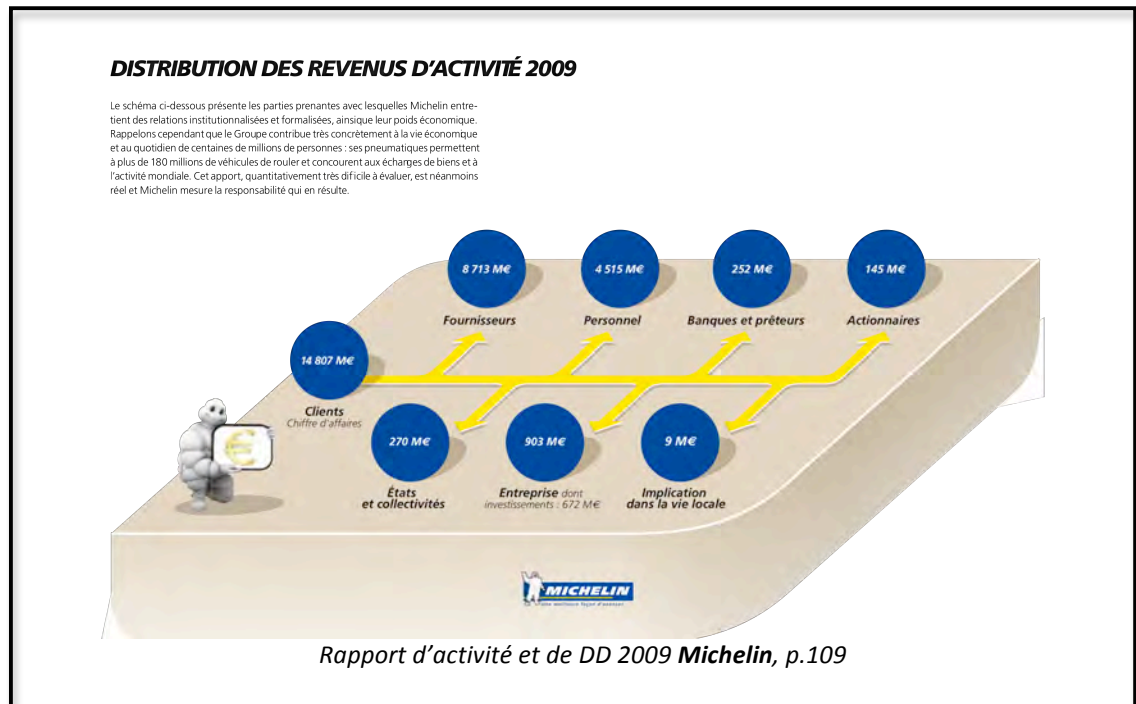 DISTRIBUTION DES REVENUS D'ACTIVITÉ 2009
Le schéma ci-dessous présente les parties prenantes avec lesquelles Michelin entre-
tient des relations institutionnalisées et formalisées, ainsique leur poids économique.
Rappelons cependant que le Groupe contribue très concrètement à la vie économique
et au quotidien de centaines de millions de personnes : ses pneumatiques permettent
à plus de 180 millions de véhicules de rouler et concourent aux écharges de biens et à
l'activité mondiale. Cet apport, quantitativement très dificile à évaluer, est néanmoins
réel et Michelin mesure la responsabilité qui en résulte.
8 713 M€
4 515 M€
252 M€
145 M€
Fournisseurs
Personnel
Banques et prêteurs
Actionnaires
14 807 M€
Clients
Chiffre d'affaires
€
270 M€
903 M€
9 M€
États
et collectivités
Entreprise dont
investissements : 672 M€
Implication
dans la vie locale
MICHELIN
Une meilleure façon d'avancer
Rapport d'activité et de DD 2009 Michelin, p.109